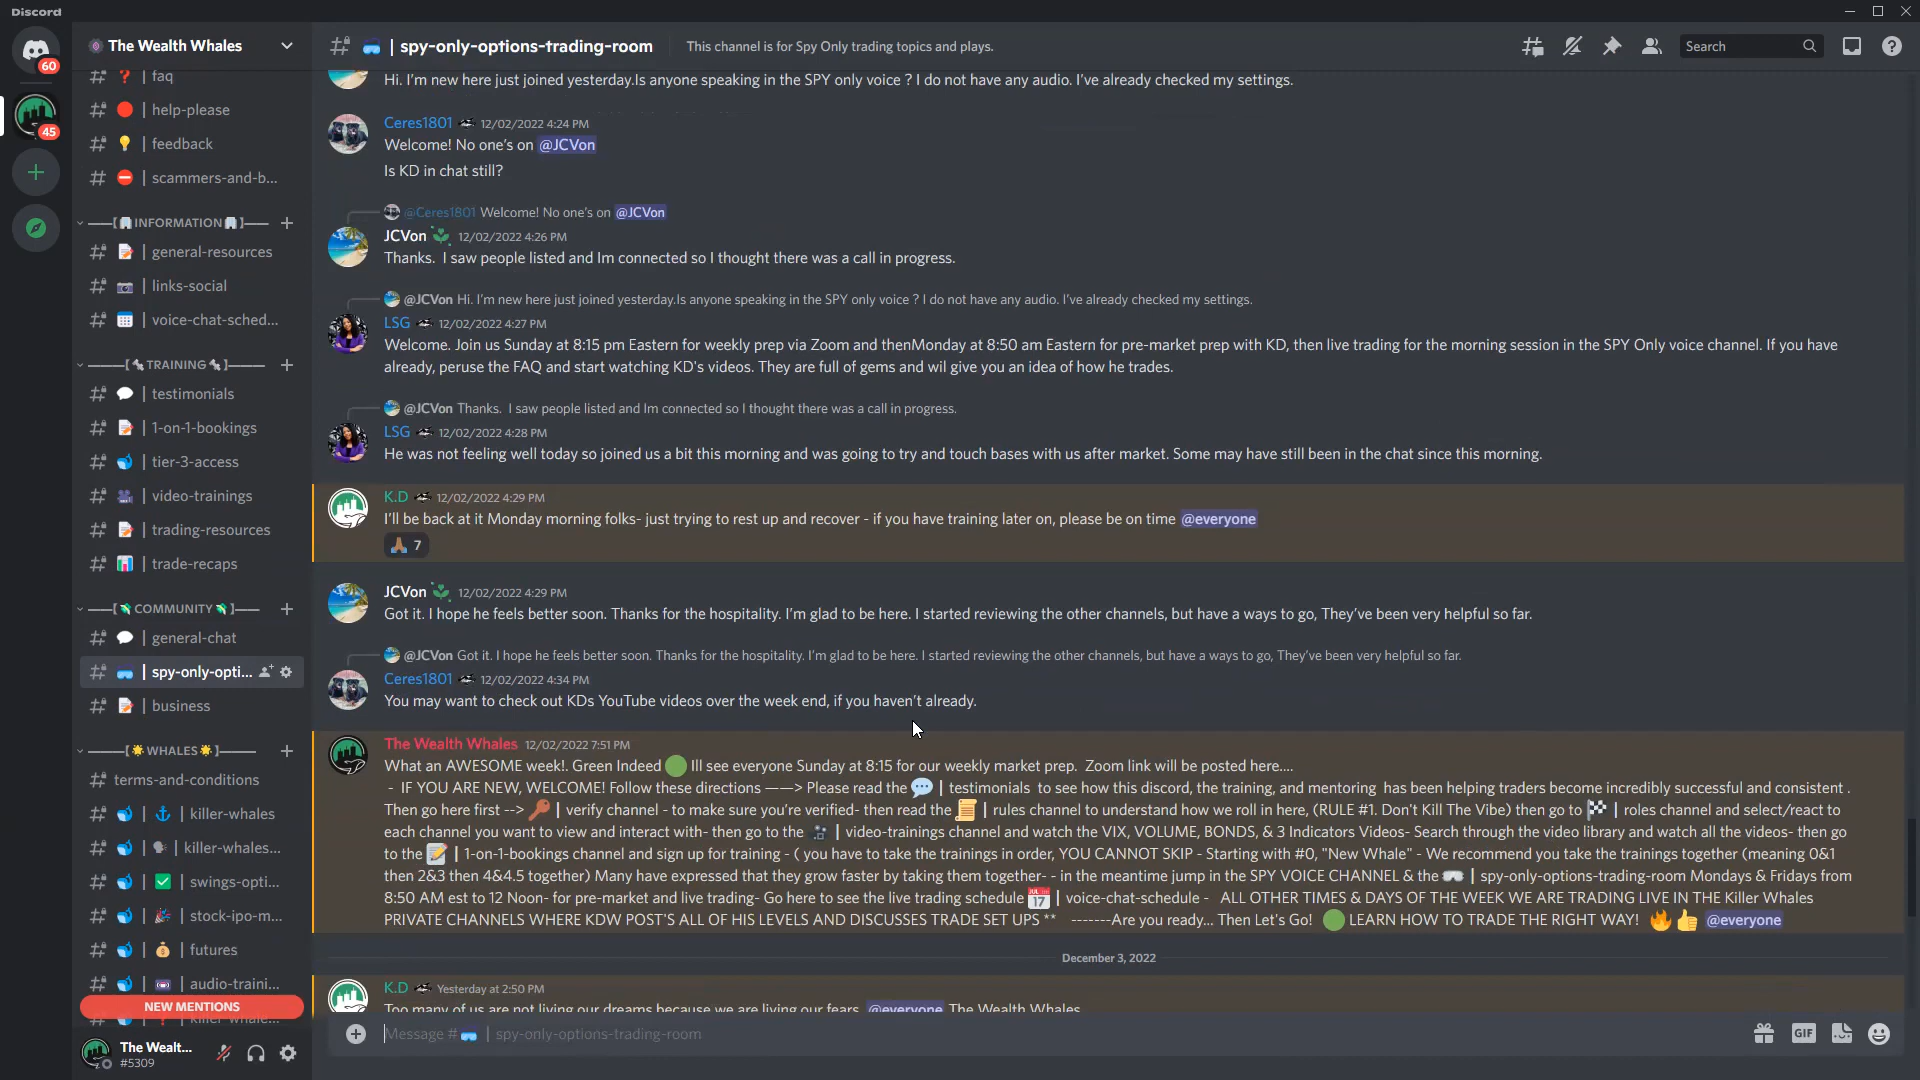 Discord
60
45
The Wealth Whales
faq
help-please
feedback
scammers-and-b...
INFORMATION
general-resources
links-social
voice-chat-sched...
TRAINING
testimonials
1-on-1-bookings
tier-3-access
video-trainings
trading-resources
trade-recaps
COMMUNITY
general-chat
spy-only-opti...
business
WHALES
terms-and-conditions
killer-whales
killer-whales...
swings-opti...
stock-ipo-m...
futures
audio-traini...
NEW MENTIONS
killer-whale...
The Wealt...
#5309
| spy-only-options-trading-room
This channel is for Spy Only trading topics and plays.
Search
Hi. I'm new here just joined yesterday.Is anyone speaking in the SPY only voice ? I do not have any audio. I've already checked my settings.
Ceres1801 12/02/2022 4:24 PM
Welcome! No one's on @JCVon
Is KD in chat still?
@Ceres1801 Welcome! No one's on @JCVon
JCVon 12/02/2022 4:26 PM
Thanks. I saw people listed and Im connected so I thought there was a call in progress.
@JCVon Hi. I'm new here just joined yesterday.Is anyone speaking in the SPY only voice ? I do not have any audio. I've already checked my settings.
LSG 12/02/2022 4:27 PM
Welcome. Join us Sunday at 8:15 pm Eastern for weekly prep via Zoom and thenMonday at 8:50 am Eastern for pre-market prep with KD, then live trading for the morning session in the SPY Only voice channel. If you have
already, peruse the FAQ and start watching KD's videos. They are full of gems and wil give you an idea of how he trades.
@JCVon Thanks. I saw people listed and Im connected so I thought there was a call in progress.
LSG 12/02/2022 4:28 PM
He was not feeling well today so joined us a bit this morning and was going to try and touch bases with us after market. Some may have still been in the chat since this morning.
K.D 12/02/2022 4:29 PM
I'll be back at it Monday morning folks- just trying to rest up and recover - if you have training later on, please be on time @everyone
7
JCVon 12/02/2022 4:29 PM
Got it. I hope he feels better soon. Thanks for the hospitality. I'm glad to be here. I started reviewing the other channels, but have a ways to go, They've been very helpful so far.
@JCVon Got it. I hope he feels better soon. Thanks for the hospitality. I'm glad to be here. I started reviewing the other channels, but have a ways to go, They've been very helpful so far.
Ceres1801 12/02/2022 4:34 PM
You may want to check out KDs YouTube videos over the week end, if you haven't already.
The Wealth Whales 12/02/2022 7:51 PM
What an AWESOME week!. Green Indeed 🟢 Ill see everyone Sunday at 8:15 for our weekly market prep. Zoom link will be posted here....
- IF YOU ARE NEW, WELCOME! Follow these directions ——> Please read the 💬 | testimonials to see how this discord, the training, and mentoring has been helping traders become incredibly successful and consistent .
Then go here first --> 🔑 | verify channel - to make sure you're verified- then read the 📜 | rules channel to understand how we roll in here, (RULE #1. Don't Kill The Vibe) then go to 🏁 | roles channel and select/react to
each channel you want to view and interact with- then go to the 🎥 | video-trainings channel and watch the VIX, VOLUME, BONDS, & 3 Indicators Videos- Search through the video library and watch all the videos- then go
to the 📝 | 1-on-1-bookings channel and sign up for training - ( you have to take the trainings in order, YOU CANNOT SKIP - Starting with #0, "New Whale" - We recommend you take the trainings together (meaning 0&1
then 2&3 then 4&4.5 together) Many have expressed that they grow faster by taking them together- - in the meantime jump in the SPY VOICE CHANNEL & the 🥽 | spy-only-options-trading-room Mondays & Fridays from
8:50 AM est to 12 Noon- for pre-market and live trading- Go here to see the live trading schedule 📅 | voice-chat-schedule - ALL OTHER TIMES & DAYS OF THE WEEK WE ARE TRADING LIVE IN THE Killer Whales
PRIVATE CHANNELS WHERE KDW POST'S ALL OF HIS LEVELS AND DISCUSSES TRADE SET UPS ** -------Are you ready... Then Let's Go! 🟢 LEARN HOW TO TRADE THE RIGHT WAY! 🔥👍 @everyone
December 3, 2022
K.D Yesterday at 2:50 PM
Too many of us are not living our dreams because we are living our fears @everyone The Wealth Whales
Message # | spy-only-options-trading-room
GIF